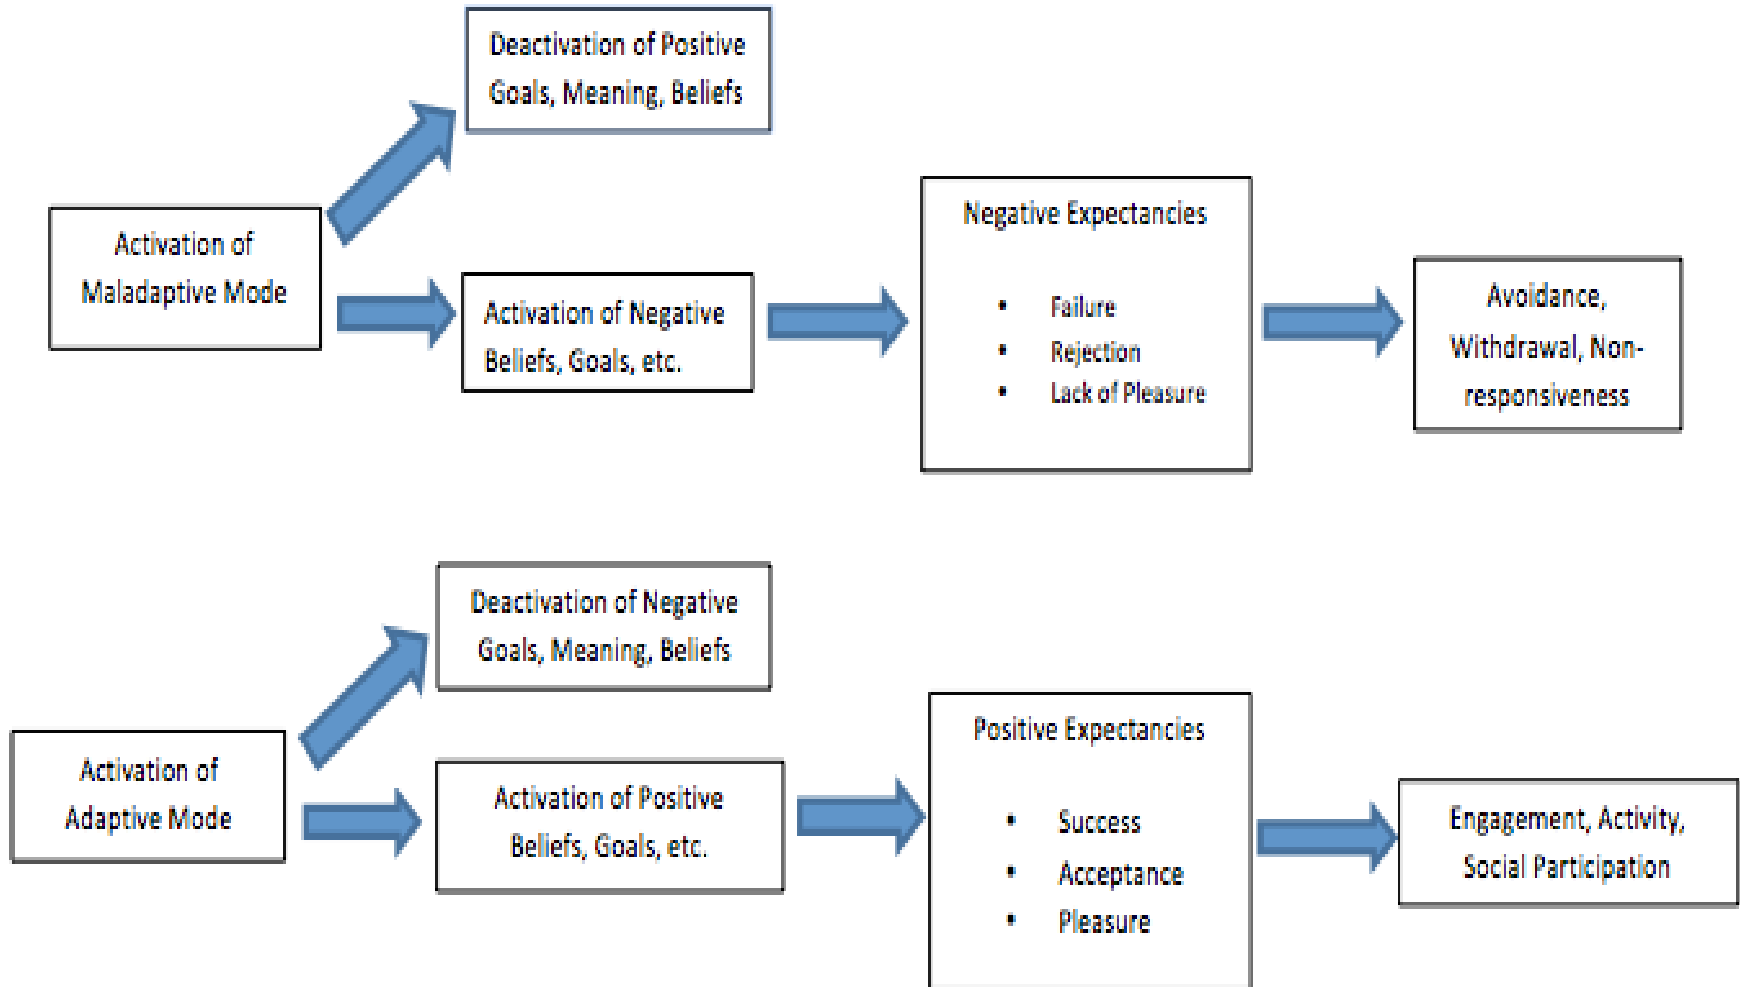 Deactivation of Positive
Goals, Meaning, Beliefs
Activation of
Maladaptive Mode
Activation of Negative
Beliefs, Goals, etc.
Negative Expectancies
• Failure
• Rejection
• Lack of Pleasure
Avoidance,
Withdrawal, Non-
responsiveness
Deactivation of Negative
Goals, Meaning, Beliefs
Activation of
Adaptive Mode
Activation of Positive
Beliefs, Goals, etc.
Positive Expectancies
• Success
• Acceptance
• Pleasure
Engagement, Activity,
Social Participation